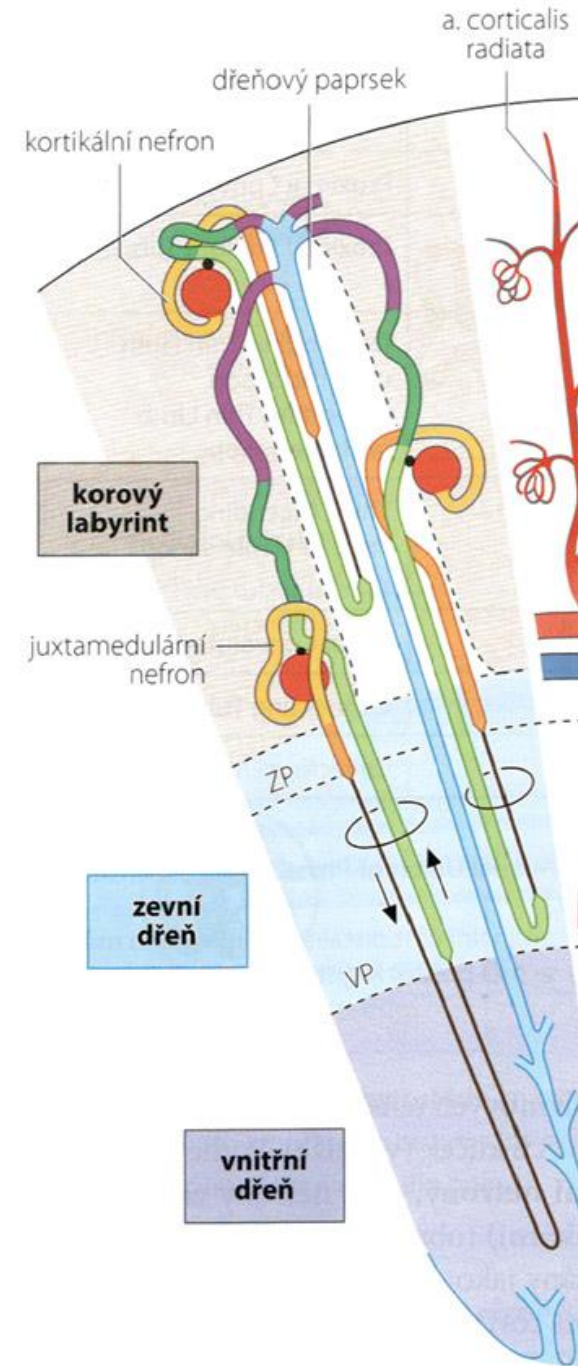 a. corticalis
radiata
dřeňový paprsek
kortikální nefron
korový
labyrint
juxtamedulární
nefron
ZP
zevní
dřeň
VP
vnitřní
dřeň